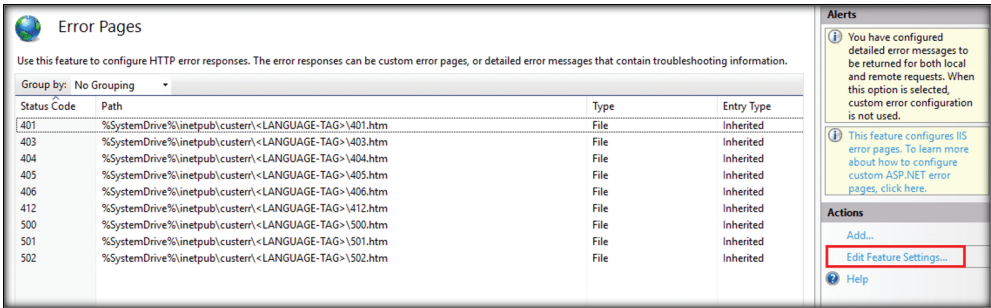 Error Pages
Use this feature to configure HTTP error responses. The error responses can be custom error pages, or detailed error messages that contain troubleshooting information.
Group by: No Grouping
Status Code Path Type Entry Type
401 %SystemDrive%\inetpub\custerr\<LANGUAGE-TAG>\401.htm File Inherited
403 %SystemDrive%\inetpub\custerr\<LANGUAGE-TAG>\403.htm File Inherited
404 %SystemDrive%\inetpub\custerr\<LANGUAGE-TAG>\404.htm File Inherited
405 %SystemDrive%\inetpub\custerr\<LANGUAGE-TAG>\405.htm File Inherited
406 %SystemDrive%\inetpub\custerr\<LANGUAGE-TAG>\406.htm File Inherited
412 %SystemDrive%\inetpub\custerr\<LANGUAGE-TAG>\412.htm File Inherited
500 %SystemDrive%\inetpub\custerr\<LANGUAGE-TAG>\500.htm File Inherited
501 %SystemDrive%\inetpub\custerr\<LANGUAGE-TAG>\501.htm File Inherited
502 %SystemDrive%\inetpub\custerr\<LANGUAGE-TAG>\502.htm File Inherited
Alerts
You have configured
detailed error messages to
be returned for both local
and remote requests. When
this option is selected,
custom error configuration
is not used.
This feature configures IIS
error pages. To learn more
about how to configure
custom ASP.NET error
pages, click here.
Actions
Add...
Edit Feature Settings...
Help